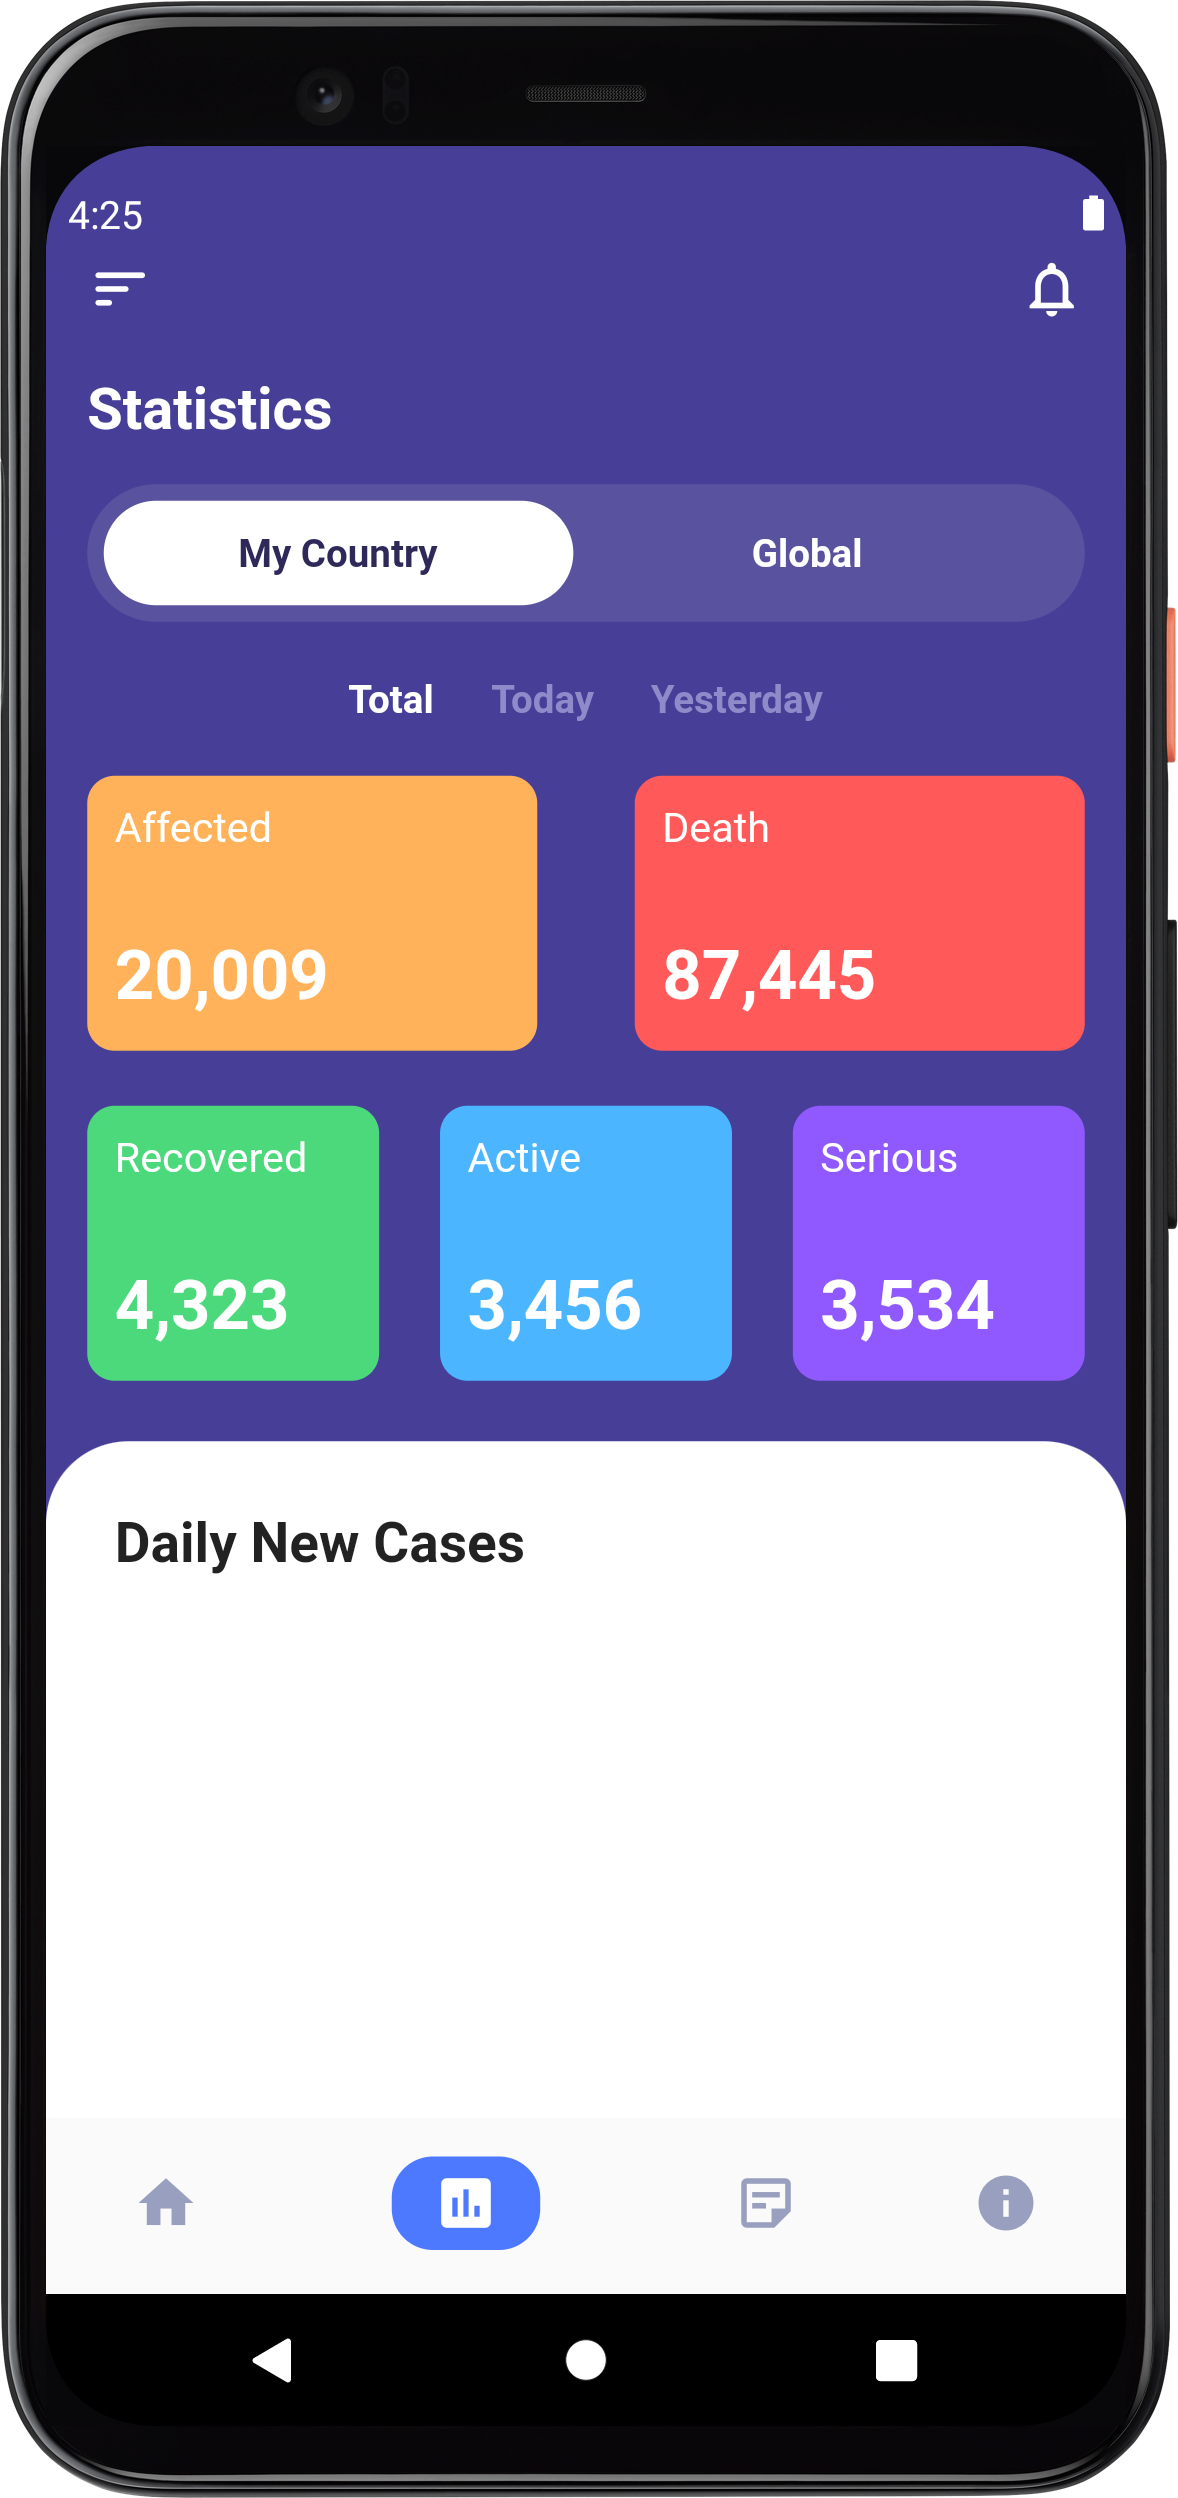 4:25
Statistics
My Country Global
Total Today Yesterday
Affected Death
20,009 87,445
Recovered Active Serious
4,323 3,456 3,534
Daily New Cases